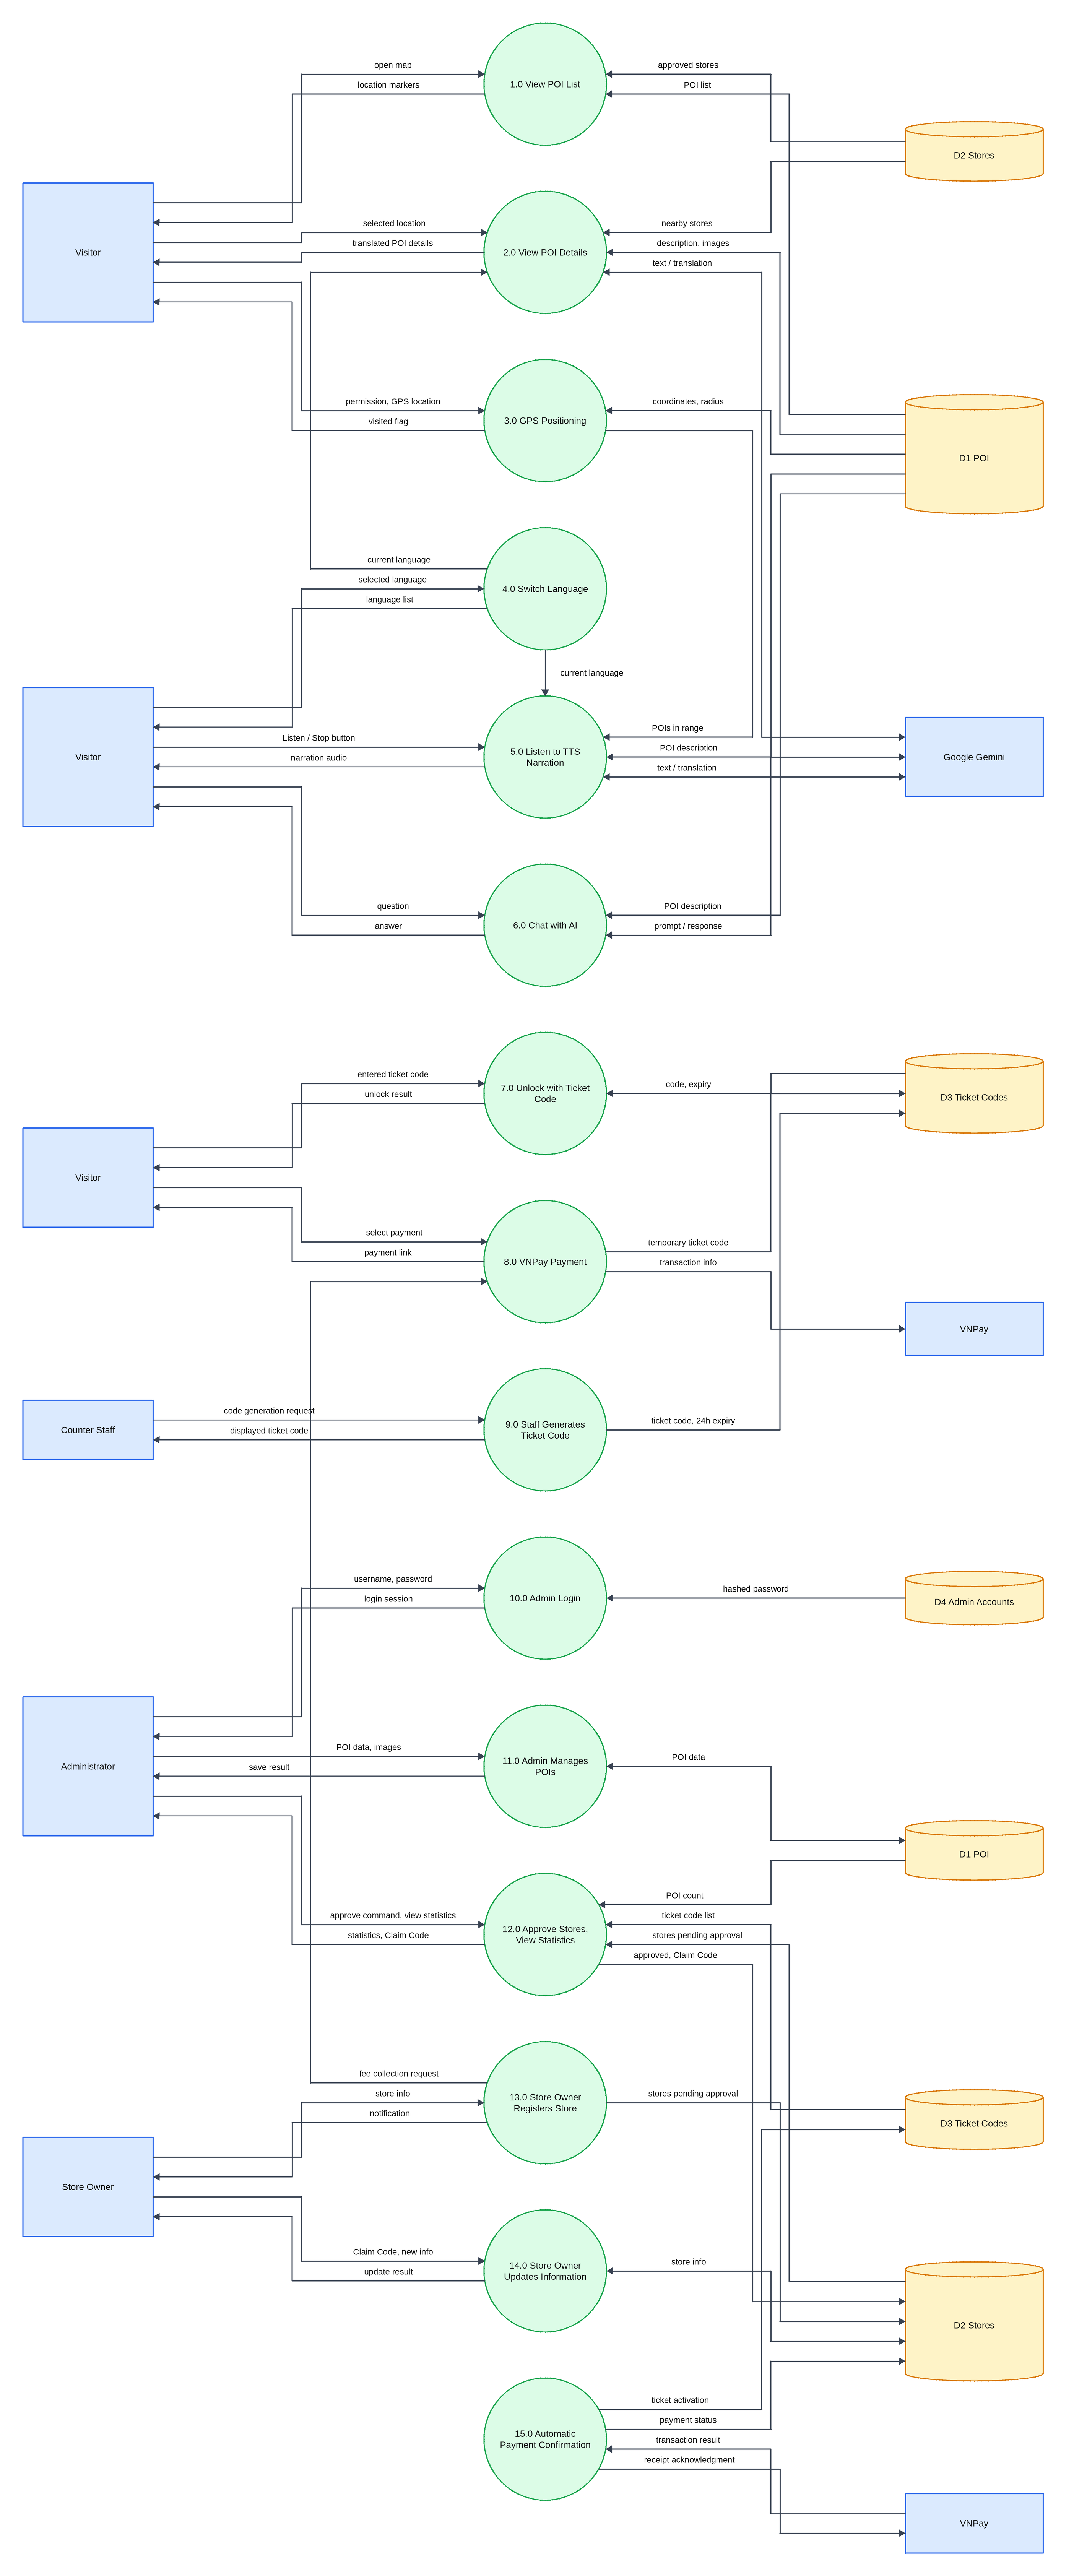 open map
approved stores
location markers
1.0 View POI List
POI list
D2 Stores
selected location
nearby stores
Visitor
translated POI details
2.0 View POI Details
description, images
text / translation
permission, GPS location
coordinates, radius
visited flag
3.0 GPS Positioning
D1 POI
current language
selected language
4.0 Switch Language
language list
current language
POIs in range
Listen / Stop button
POI description
Visitor
narration audio
5.0 Listen to TTS
Narration
text / translation
Google Gemini
question
POI description
answer
6.0 Chat with AI
prompt / response
entered ticket code
code, expiry
unlock result
7.0 Unlock with Ticket
Code
D3 Ticket Codes
Visitor
select payment
temporary ticket code
payment link
8.0 VNPay Payment
transaction info
VNPay
code generation request
ticket code, 24h expiry
Counter Staff
displayed ticket code
9.0 Staff Generates
Ticket Code
username, password
hashed password
login session
10.0 Admin Login
D4 Admin Accounts
POI data, images
POI data
Administrator
save result
11.0 Admin Manages
POIs
D1 POI
POI count
approve command, view statistics
ticket code list
statistics, Claim Code
12.0 Approve Stores,
View Statistics
stores pending approval
approved, Claim Code
fee collection request
store info
stores pending approval
notification
13.0 Store Owner
Registers Store
D3 Ticket Codes
Store Owner
Claim Code, new info
store info
update result
14.0 Store Owner
Updates Information
D2 Stores
ticket activation
payment status
15.0 Automatic
Payment Confirmation
transaction result
receipt acknowledgment
VNPay